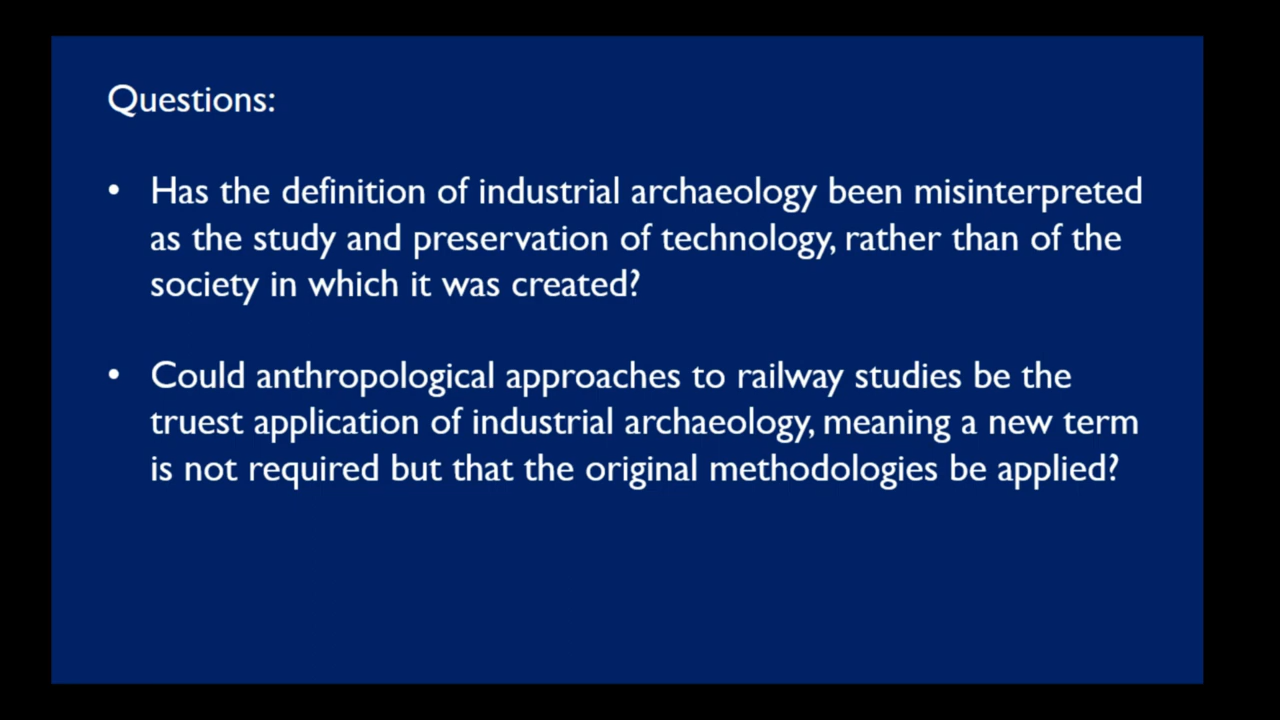 Questions:
• Has the definition of industrial archaeology been misinterpreted
as the study and preservation of technology, rather than of the
society in which it was created?
• Could anthropological approaches to railway studies be the
truest application of industrial archaeology, meaning a new term
is not required but that the original methodologies be applied?